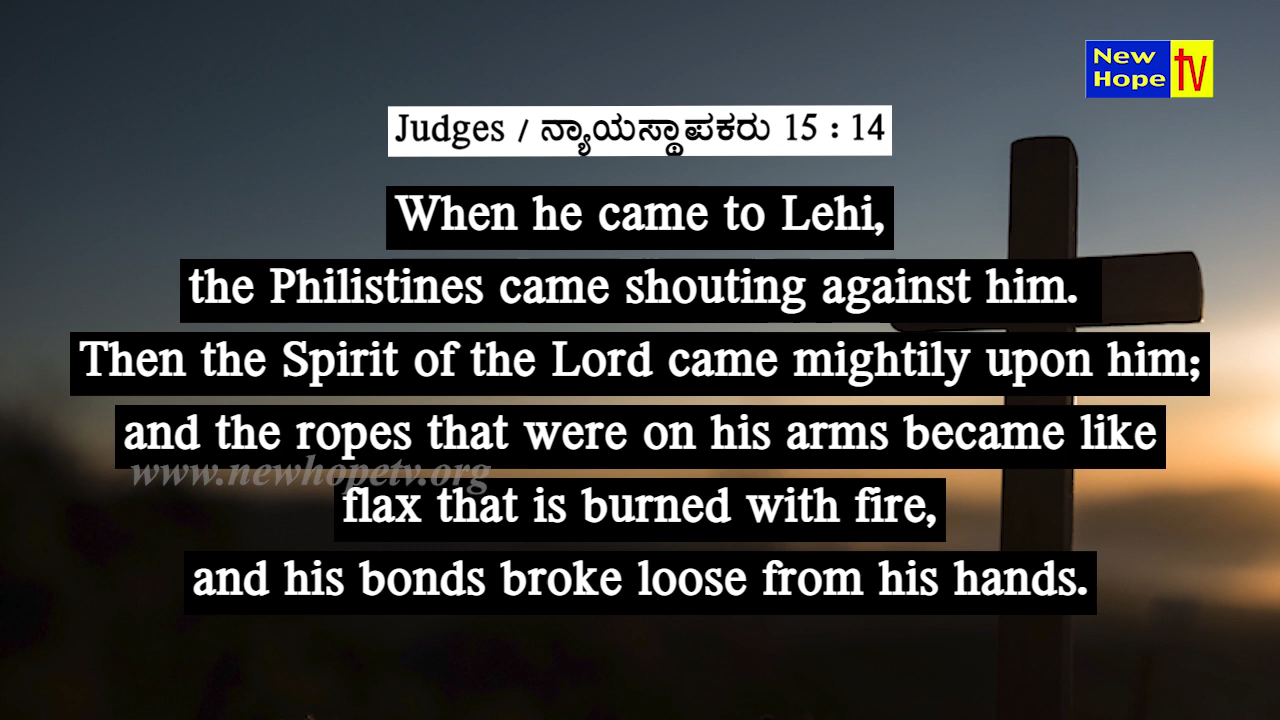 New
Hope tv
Judges / ನ್ಯಾಯಸ್ಥಾಪಕರು 15 : 14
When he came to Lehi,
the Philistines came shouting against him.
Then the Spirit of the Lord came mightily upon him;
and the ropes that were on his arms became like
www.newhopetv.org
flax that is burned with fire,
and his bonds broke loose from his hands.